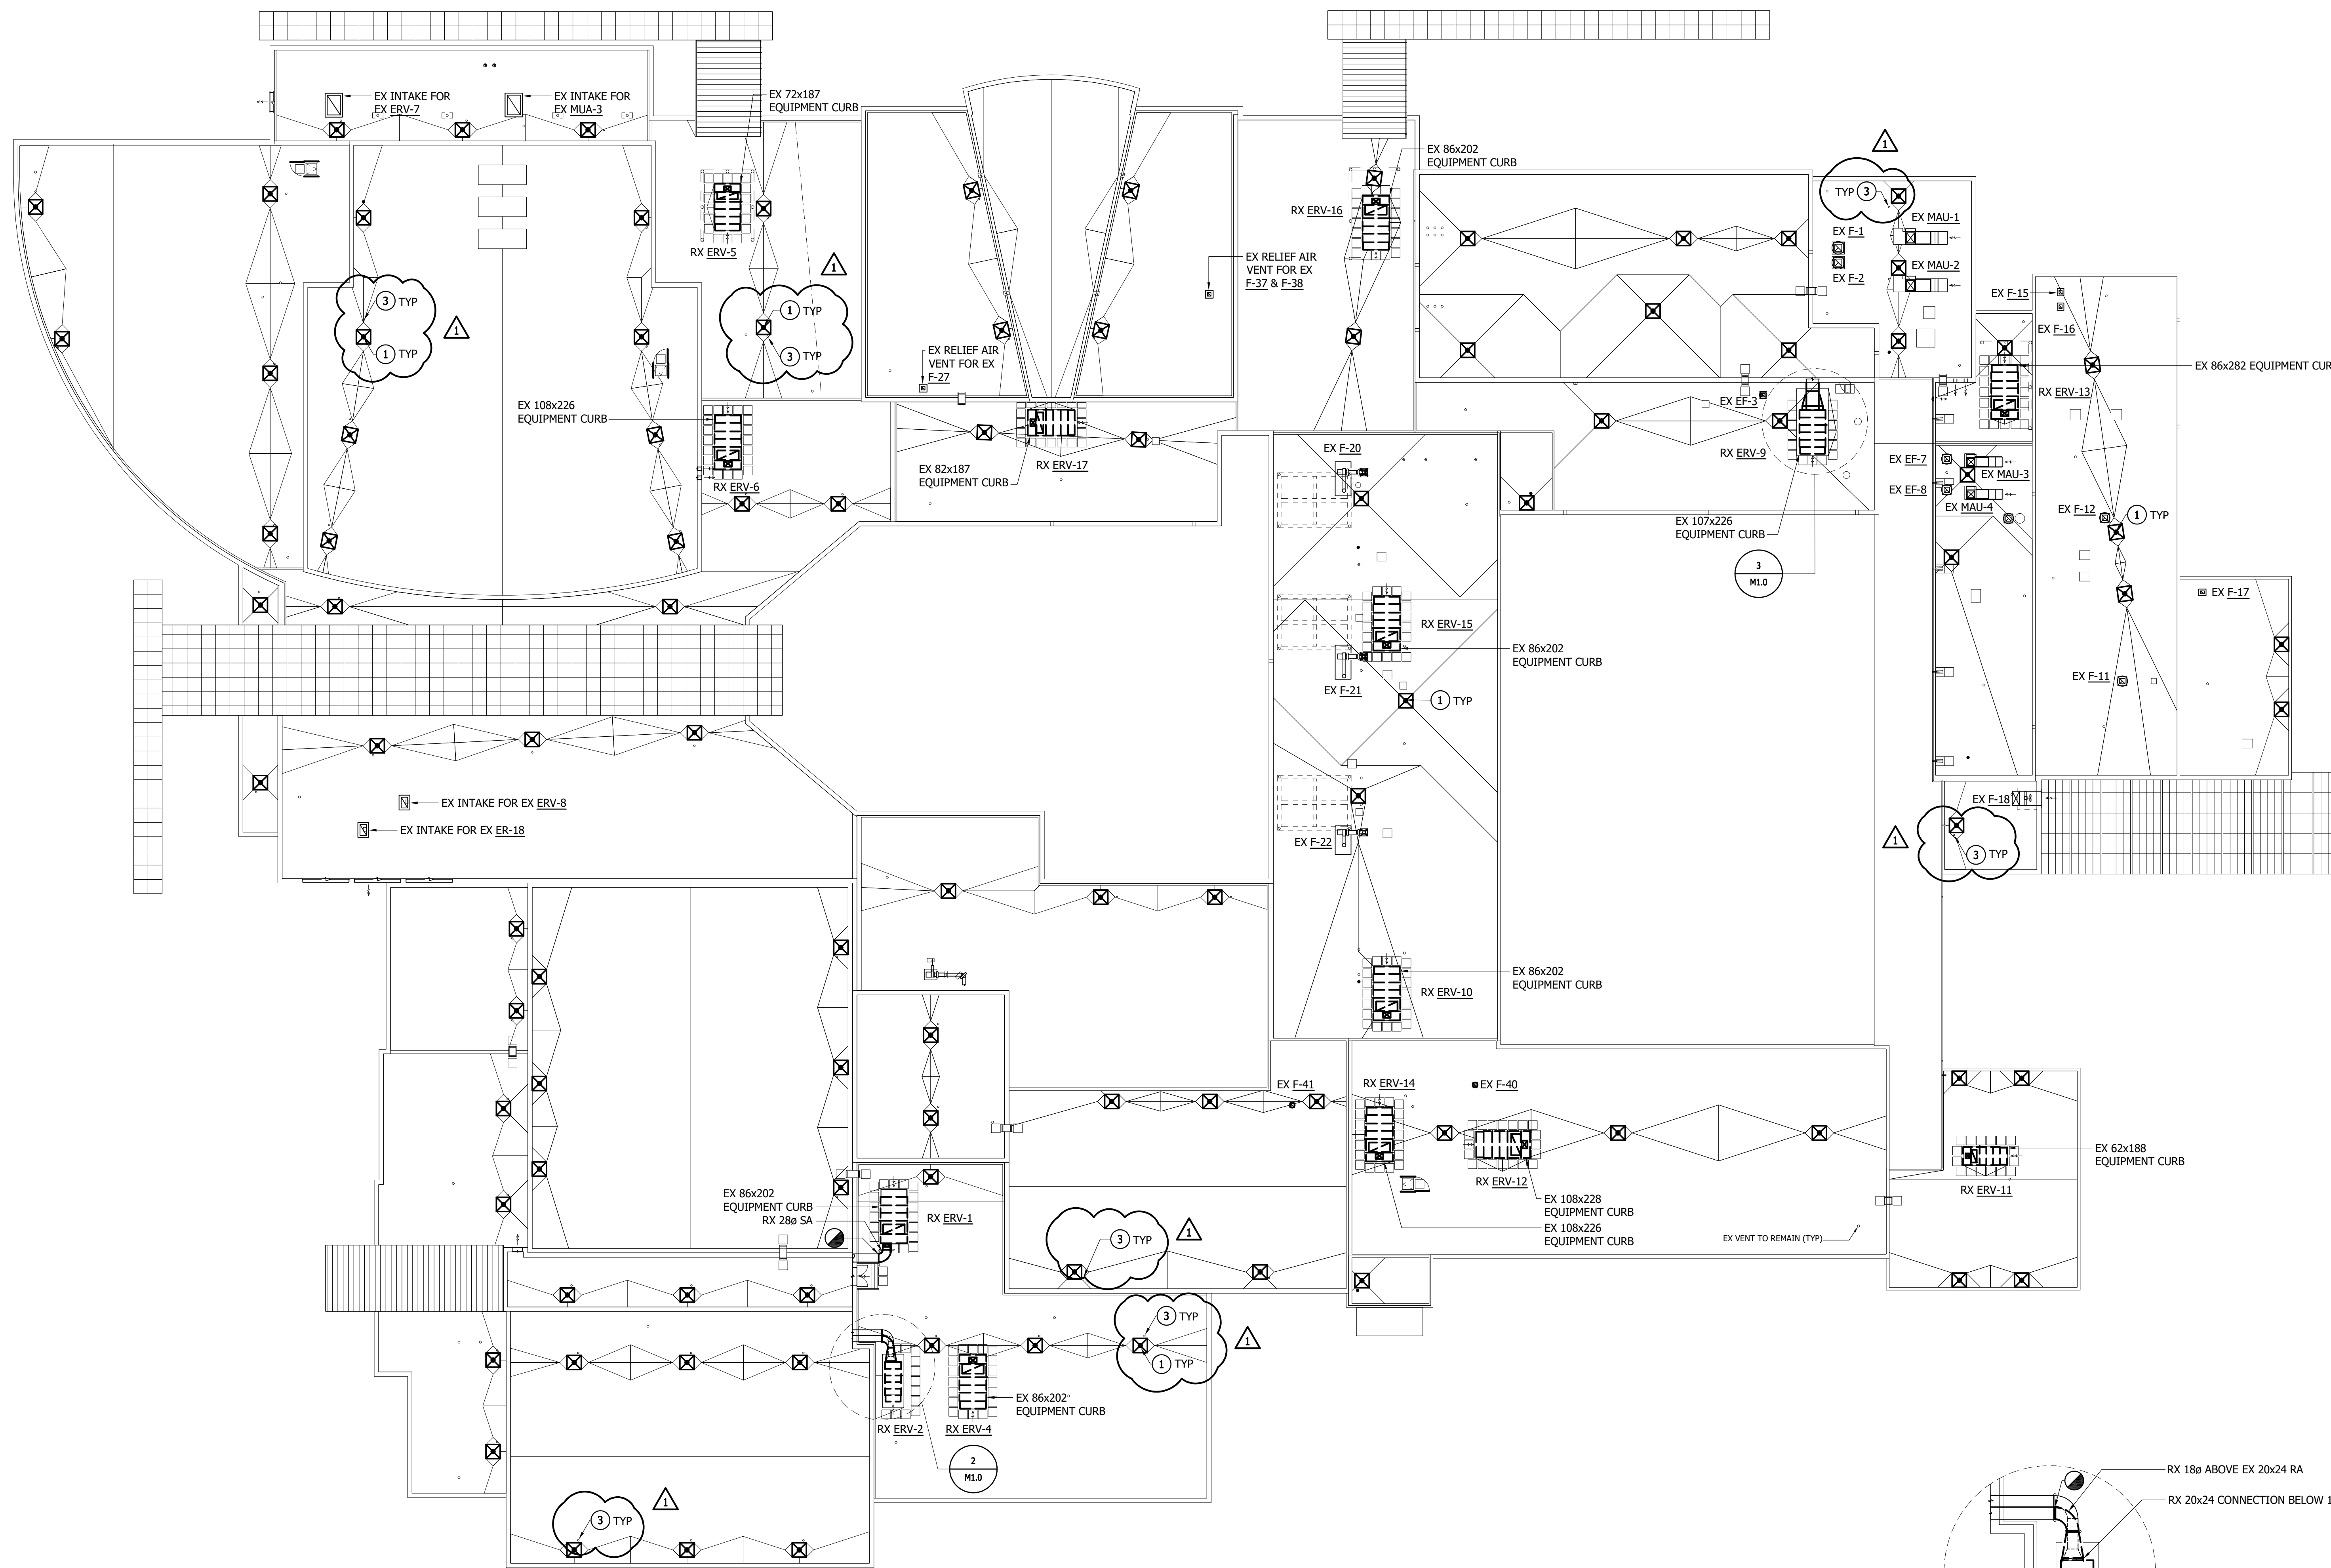 EX INTAKE FOR
EX ERV-7
EX INTAKE FOR
EX MUA-3
EX 72x187
EQUIPMENT CURB
RX ERV-5
1
3 TYP
1 TYP
1
1 TYP
3 TYP
EX 108x226
EQUIPMENT CURB
RX ERV-6
EX RELIEF AIR
VENT FOR EX
F-27
EX RELIEF AIR
VENT FOR EX
F-37 & F-38
EX 82x187
EQUIPMENT CURB
RX ERV-17
EX 86x202
EQUIPMENT CURB
RX ERV-16
1
TYP 3
EX MAU-1
EX F-1
EX MAU-2
EX F-2
EX F-15
EX F-16
EX 86x282 EQUIPMENT CUR
RX ERV-13
EX EF-3
RX ERV-9
EX 107x226
EQUIPMENT CURB
3
M1.0
EX EF-7
EX MAU-3
EX EF-8
EX MAU-4
EX F-12
1 TYP
EX F-17
EX F-11
EX F-18
1
3 TYP
EX F-20
RX ERV-15
EX 86x202
EQUIPMENT CURB
EX F-21
1 TYP
EX F-22
EX 86x202
EQUIPMENT CURB
RX ERV-10
EX INTAKE FOR EX ERV-8
EX INTAKE FOR EX ER-18
EX F-41
RX ERV-14
EX F-40
RX ERV-12
EX 108x228
EQUIPMENT CURB
EX 108x226
EQUIPMENT CURB
EX VENT TO REMAIN (TYP)
EX 62x188
EQUIPMENT CURB
RX ERV-11
EX 86x202
EQUIPMENT CURB
RX 28ø SA
RX ERV-1
3 TYP
1
3 TYP
1 TYP
1
EX 86x202
EQUIPMENT CURB
RX ERV-2
RX ERV-4
2
M1.0
3 TYP
1
RX 18ø ABOVE EX 20x24 RA
RX 20x24 CONNECTION BELOW 1